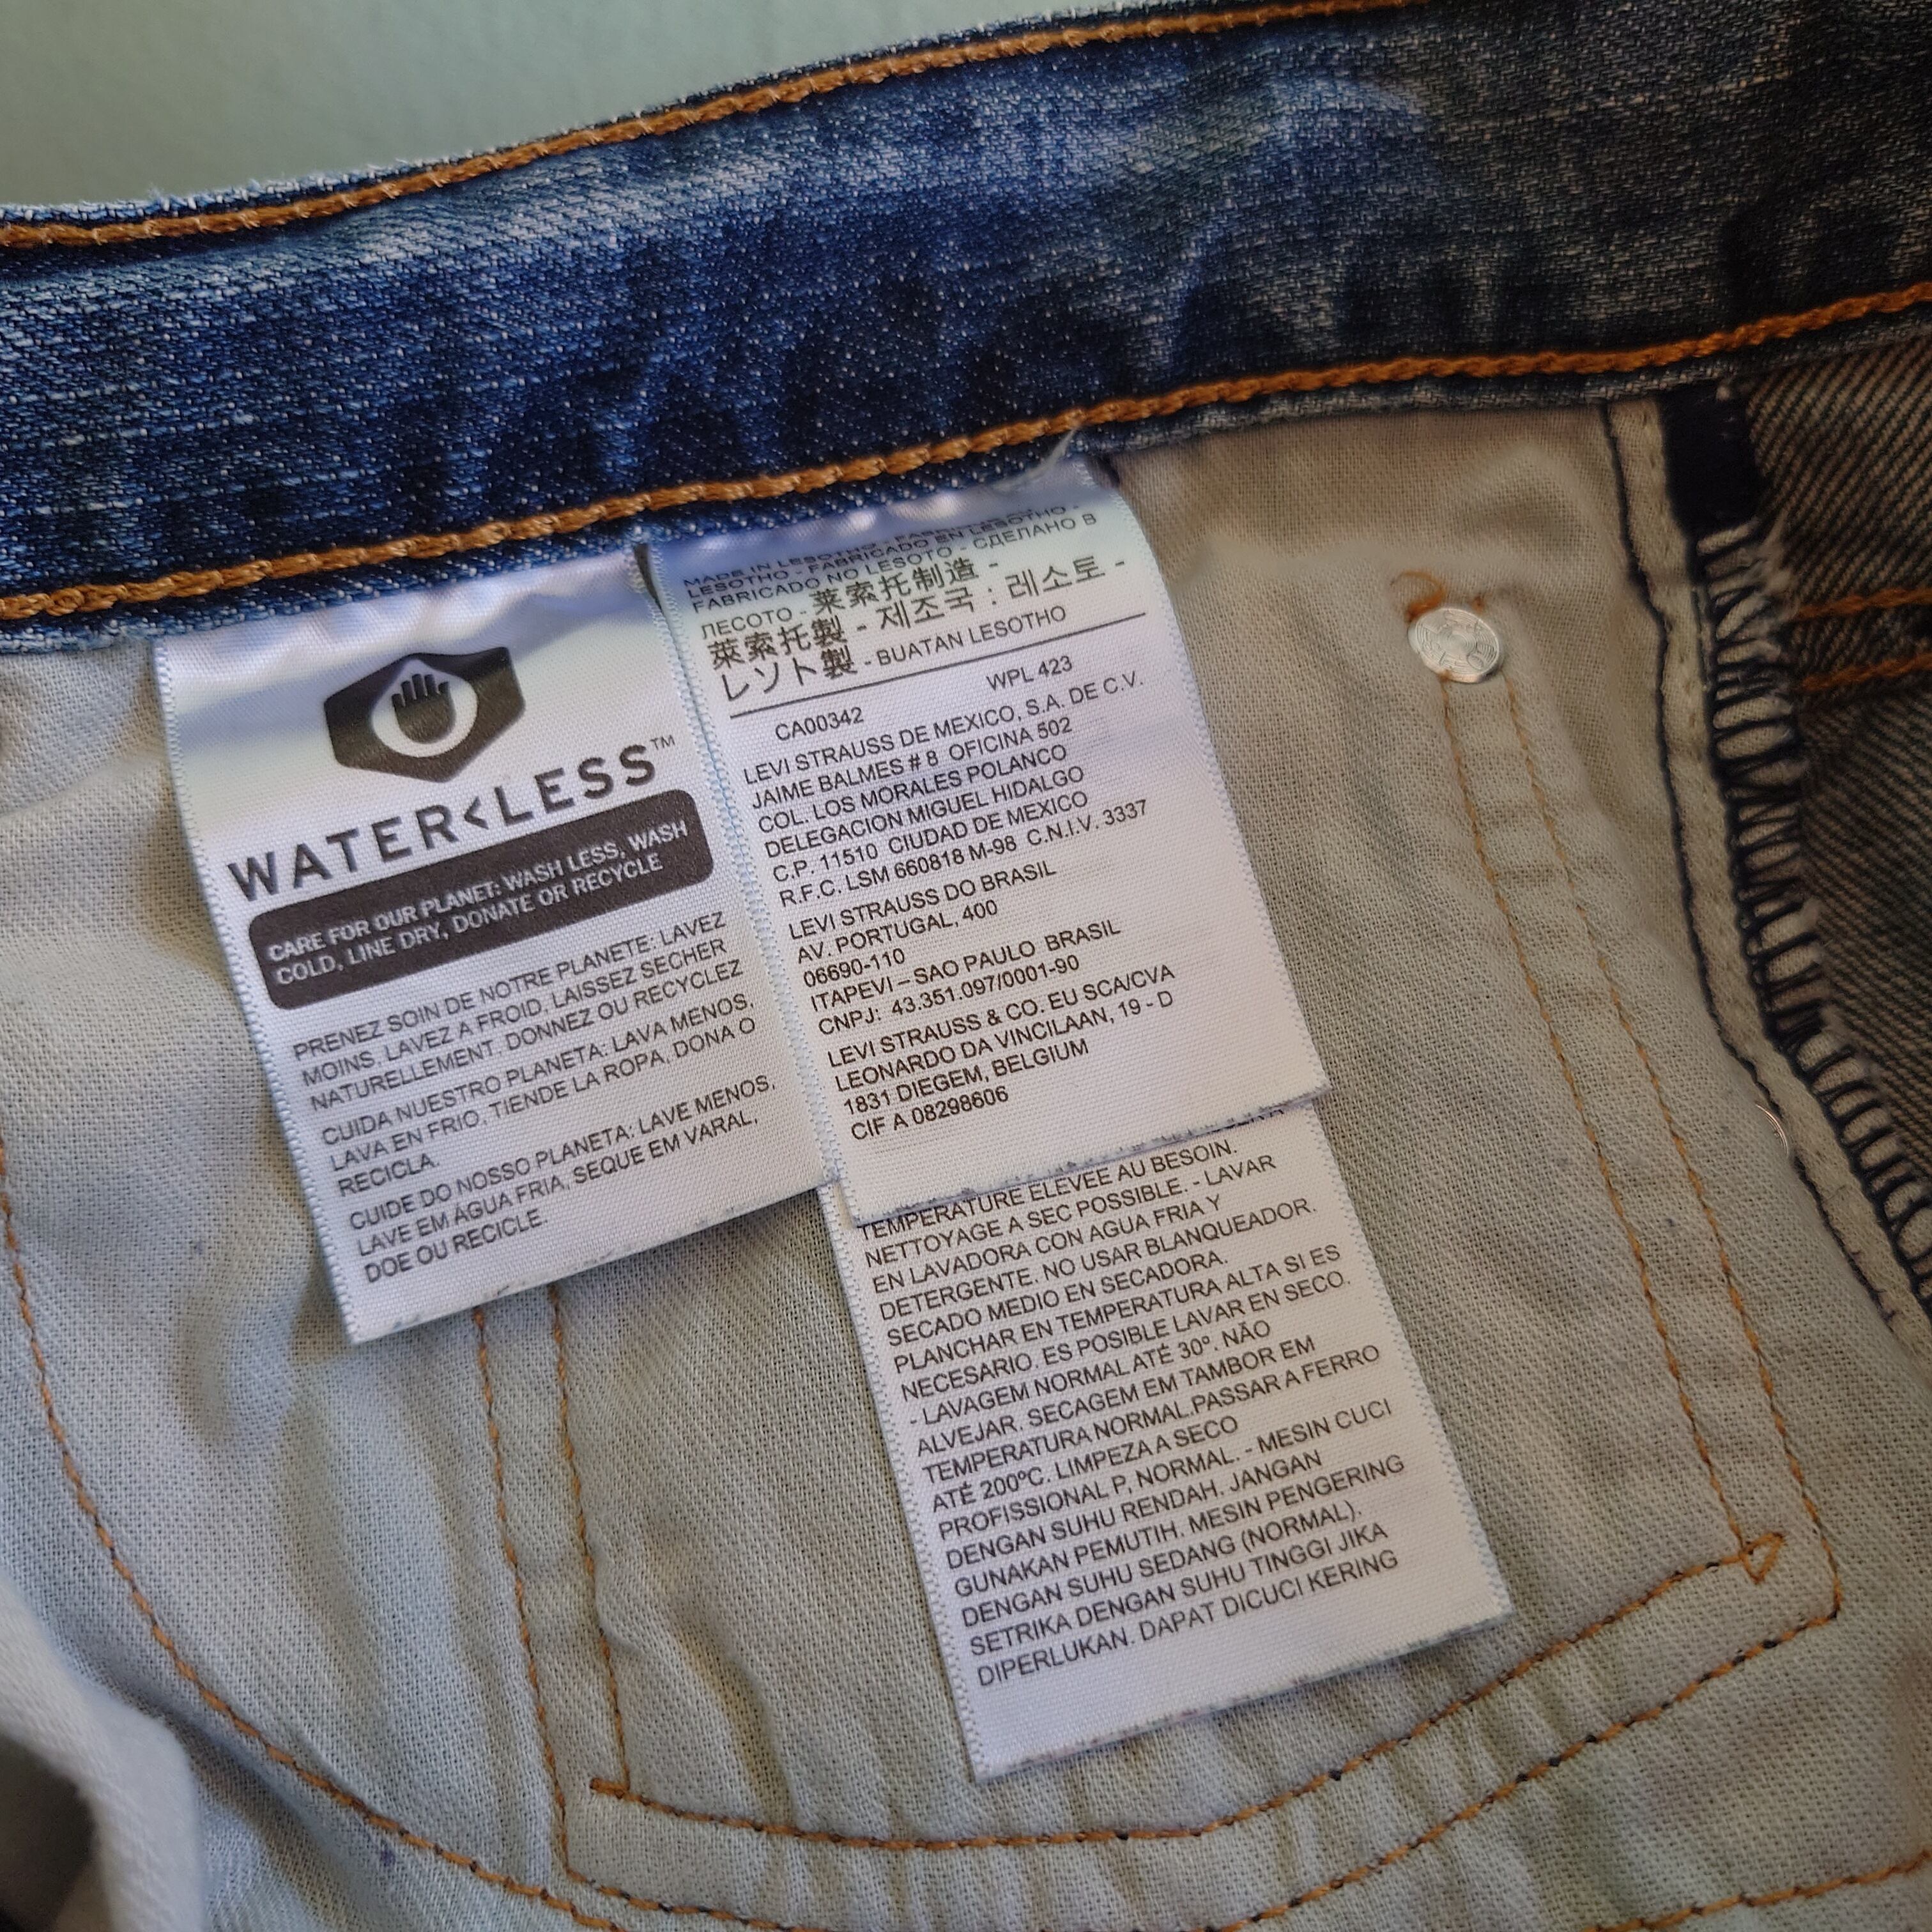 WATER<LESS™
CARE FOR OUR PLANET: WASH LESS, WASH
COLD, LINE DRY, DONATE OR RECYCLE
PRENEZ SOIN DE NOTRE PLANETE: LAVEZ
MOINS, LAVEZ A FROID, LAISSEZ SECHER
NATURELLEMENT. DONNEZ OU RECYCLEZ
CUIDA NUESTRO PLANETA: LAVA MENOS,
LAVA EN FRIO, TIENDE LA ROPA, DONA O
RECICLA.
CUIDE DO NOSSO PLANETA: LAVE MENOS,
LAVE EM ÁGUA FRIA, SEQUE EM VARAL,
DOE OU RECICLE.
MADE IN LESOTHO - FABRIQUE AU
LESOTHO - FABRICADO EN LESOTHO -
FABRICADO NO LESOTO - СДЕЛАНО В
ЛЕСОТО - 莱索托制造 -
萊索托製 - 제조국 : 레소토 -
レソト製 - BUATAN LESOTHO
WPL 423
CA00342
LEVI STRAUSS DE MEXICO, S.A. DE C.V.
JAIME BALMES # 8 OFICINA 502
COL. LOS MORALES POLANCO
DELEGACION MIGUEL HIDALGO
C.P. 11510 CIUDAD DE MEXICO
R.F.C. LSM 660818 M-98 C.N.I.V. 3337
LEVI STRAUSS DO BRASIL
AV. PORTUGAL, 400
06690-110
ITAPEVI – SAO PAULO BRASIL
CNPJ: 43.351.097/0001-90
LEVI STRAUSS & CO. EU SCA/CVA
LEONARDO DA VINCILAAN, 19 - D
1831 DIEGEM, BELGIUM
CIF A 08298606
TEMPERATURE ELEVEE AU BESOIN.
NETTOYAGE A SEC POSSIBLE. - LAVAR
EN LAVADORA CON AGUA FRIA Y
DETERGENTE. NO USAR BLANQUEADOR.
SECADO MEDIO EN SECADORA.
PLANCHAR EN TEMPERATURA ALTA SI ES
NECESARIO. ES POSIBLE LAVAR EN SECO.
- LAVAGEM NORMAL ATÉ 30º. NÃO
ALVEJAR. SECAGEM EM TAMBOR EM
TEMPERATURA NORMAL.PASSAR A FERRO
ATÉ 200ºC. LIMPEZA A SECO
PROFISSIONAL P, NORMAL. - MESIN CUCI
DENGAN SUHU RENDAH. JANGAN
GUNAKAN PEMUTIH. MESIN PENGERING
DENGAN SUHU SEDANG (NORMAL).
SETRIKA DENGAN SUHU TINGGI JIKA
DIPERLUKAN. DAPAT DICUCI KERING